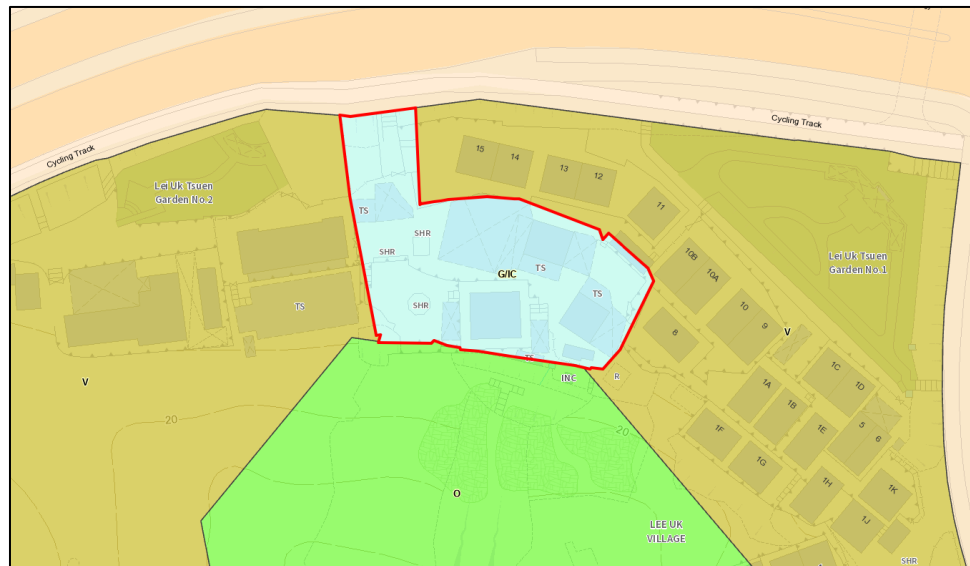 Cycling Track
Cycling Track
Lei Uk Tsuen
Garden No.2
15
14
13
12
11
TS
SHR
SHR
TS
G/IC
TS
SHR
TS
TS
INC
R
10B
10A
10
9
8
Lei Uk Tsuen
Garden No.1
V
V
1C
1D
1A
1B
1E
5
6
1F
1G
1H
1K
1J
20
20
O
LEE UK
VILLAGE
SHR